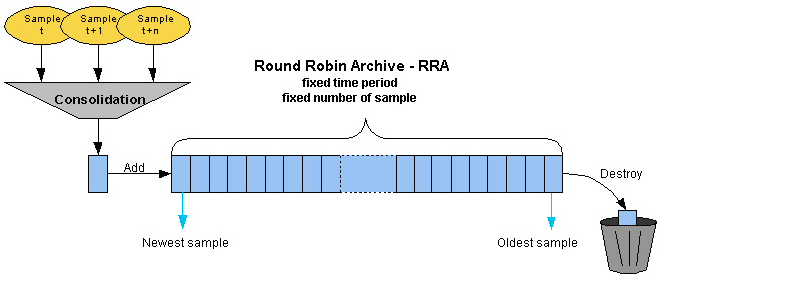 Sample
t
Sample
t+1
Sample
t+n
Consolidation
Round Robin Archive - RRA
fixed time period
fixed number of sample
Add
Destroy
Newest sample
Oldest sample